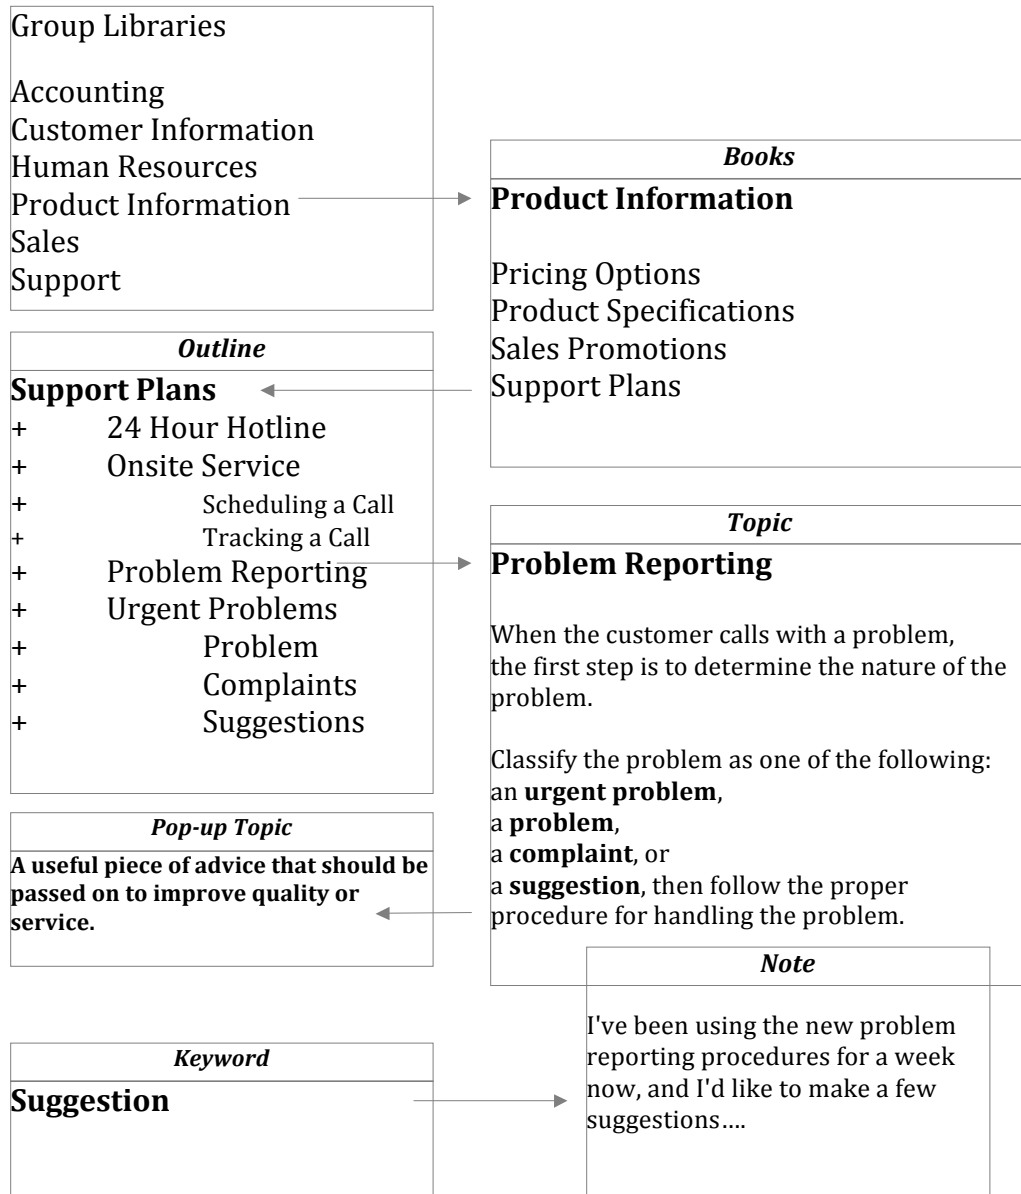 Group Libraries
Accounting
Customer Information
Human Resources
Product Information
Sales
Support
Books
Product Information
Pricing Options
Product Specifications
Sales Promotions
Support Plans
Outline
Support Plans
+ 24 Hour Hotline
+ Onsite Service
+ Scheduling a Call
+ Tracking a Call
+ Problem Reporting
+ Urgent Problems
+ Problem
+ Complaints
+ Suggestions
Topic
Problem Reporting
When the customer calls with a problem,
the first step is to determine the nature of the
problem.
Classify the problem as one of the following:
an urgent problem,
a problem,
a complaint, or
a suggestion, then follow the proper
procedure for handling the problem.
Pop-up Topic
A useful piece of advice that should be
passed on to improve quality or
service.
Keyword
Suggestion
Note
I've been using the new problem
reporting procedures for a week
now, and I'd like to make a few
suggestions....